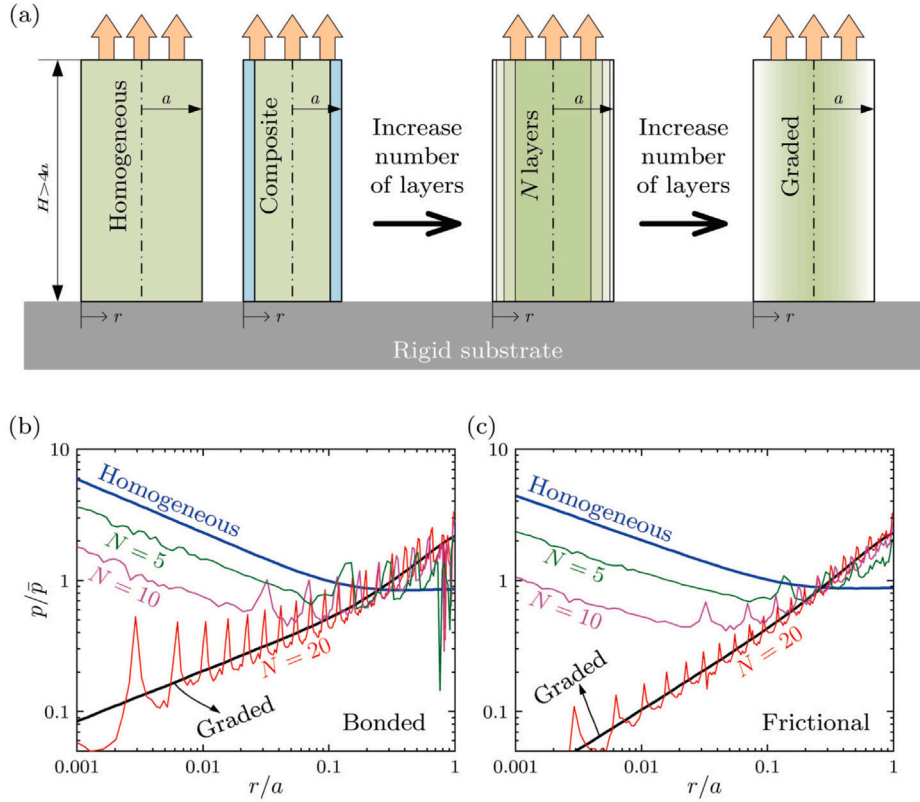 (a)
a
a
a
a
H>4a
Homogeneous
Composite
Increase
number
of layers
N layers
Increase
number
of layers
Graded
r
r
r
r
Rigid substrate
(b)
10
1
0.1
p/p̄
Homogeneous
N = 5
N = 10
N = 20
Graded
Bonded
0.001
0.01
0.1
1
r/a
(c)
10
1
0.1
Homogeneous
N = 5
N = 10
N = 20
Graded
Frictional
0.001
0.01
0.1
1
r/a